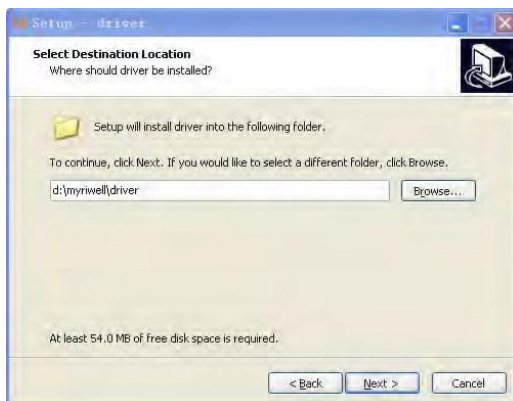 Setup - driver
Select Destination Location
Where should driver be installed?
Setup will install driver into the following folder.
To continue, click Next. If you would like to select a different folder, click Browse.
d:\myriwell\driver
Browse...
At least 54.0 MB of free disk space is required.
< Back
Next >
Cancel